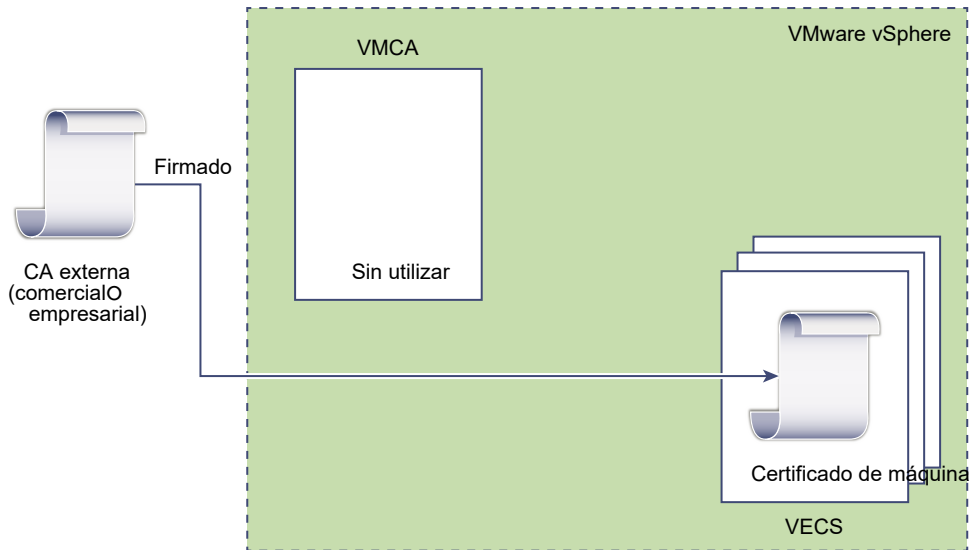 VMware vSphere
VMCA
Firmado
CA externa
(comercialO
empresarial)
Sin utilizar
Certificado de máquina
VECS